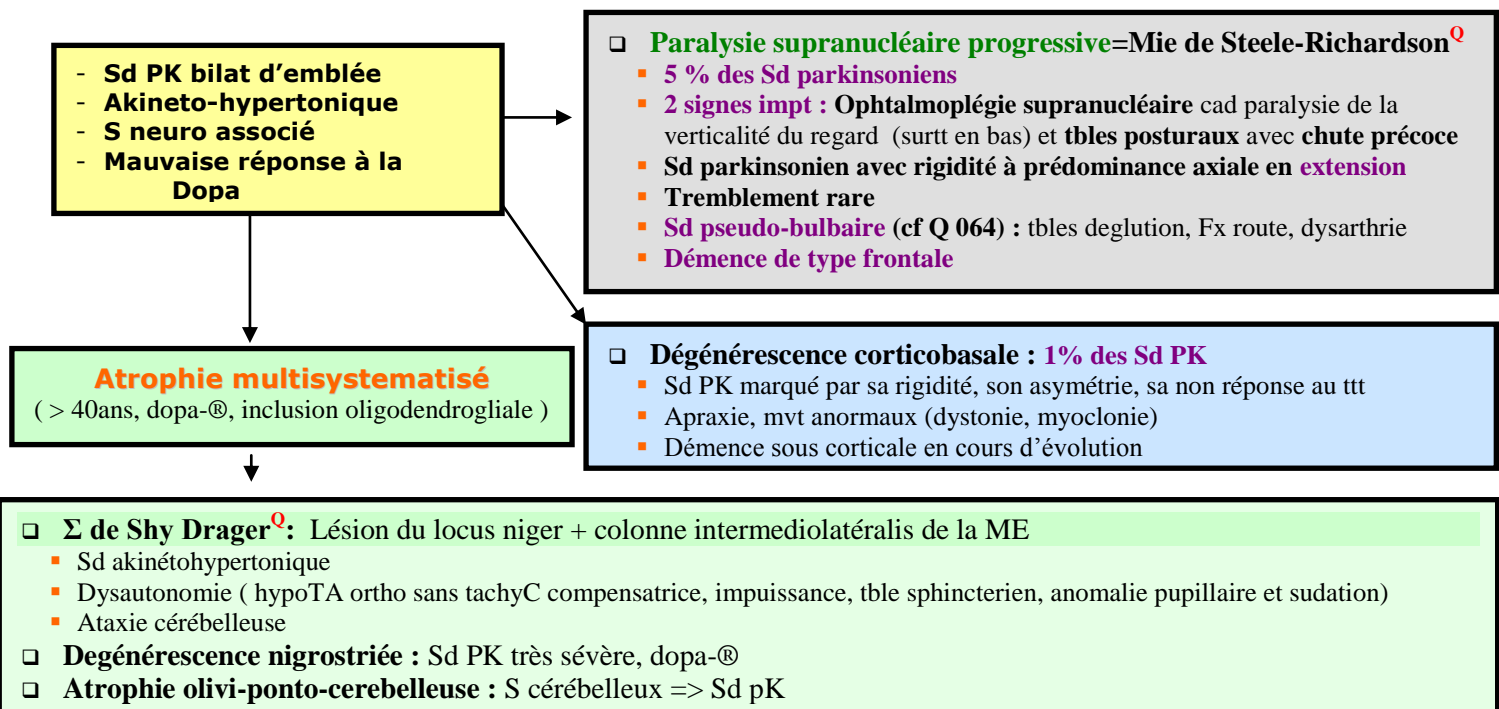 - Sd PK bilat d'emblée
- Akineto-hypertonique
- S neuro associé
- Mauvaise réponse à la
Dopa
❑ Paralysie supranucléaire progressive=Mie de Steele-Richardson^Q
▪ 5 % des Sd parkinsoniens
▪ 2 signes impt : Ophtalmoplégie supranucléaire cad paralysie de la
verticalité du regard (surtt en bas) et tbles posturaux avec chute précoce
▪ Sd parkinsonien avec rigidité à prédominance axiale en extension
▪ Tremblement rare
▪ Sd pseudo-bulbaire (cf Q 064) : tbles deglution, Fx route, dysarthrie
▪ Démence de type frontale
❑ Dégénérescence corticobasale : 1% des Sd PK
▪ Sd PK marqué par sa rigidité, son asymétrie, sa non réponse au ttt
▪ Apraxie, mvt anormaux (dystonie, myoclonie)
▪ Démence sous corticale en cours d'évolution
Atrophie multisystematisé
( > 40ans, dopa-®, inclusion oligodendrogliale )
❑ Σ de Shy Drager^Q: Lésion du locus niger + colonne intermediolatéralis de la ME
▪ Sd akinétohypertonique
▪ Dysautonomie ( hypoTA ortho sans tachyC compensatrice, impuissance, tble sphincterien, anomalie pupillaire et sudation)
▪ Ataxie cérébelleuse
❑ Degénérescence nigrostriée : Sd PK très sévère, dopa-®
❑ Atrophie olivi-ponto-cerebelleuse : S cérébelleux => Sd pK